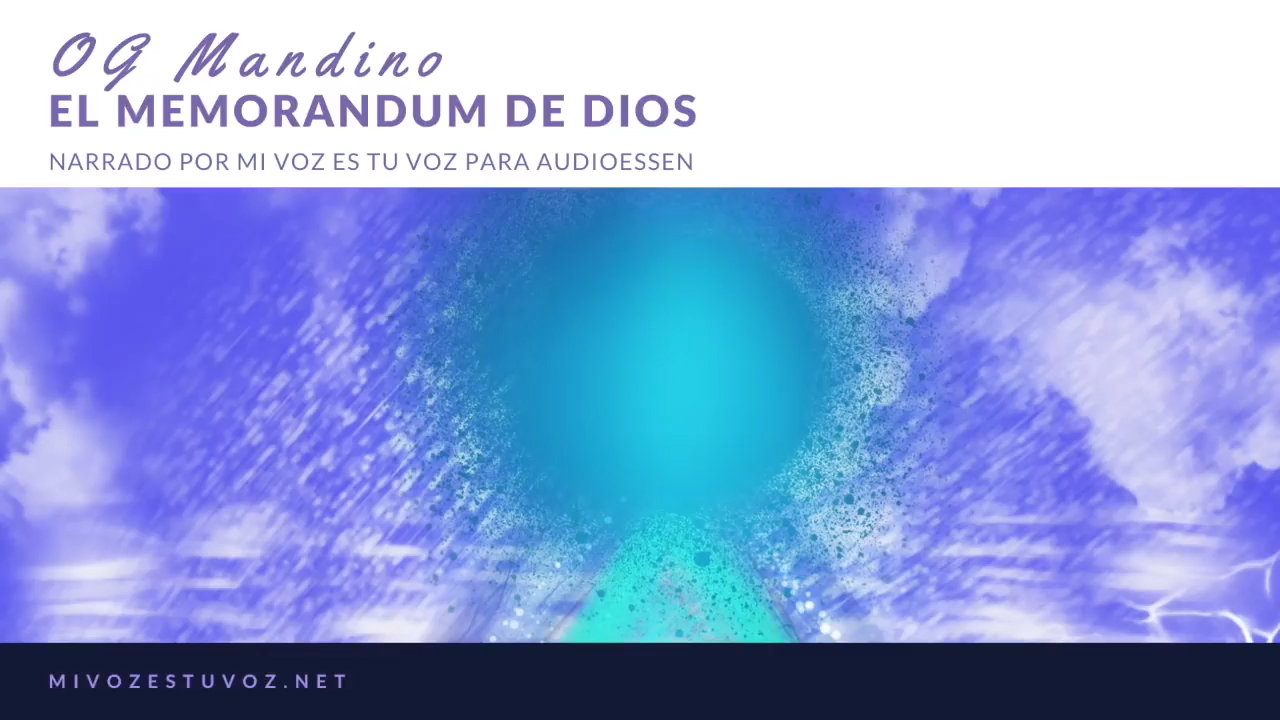 OG Mandino
EL MEMORANDUM DE DIOS
NARRADO POR MI VOZ ES TU VOZ PARA AUDIOESSEN
MIVOZESTUVOZ.NET